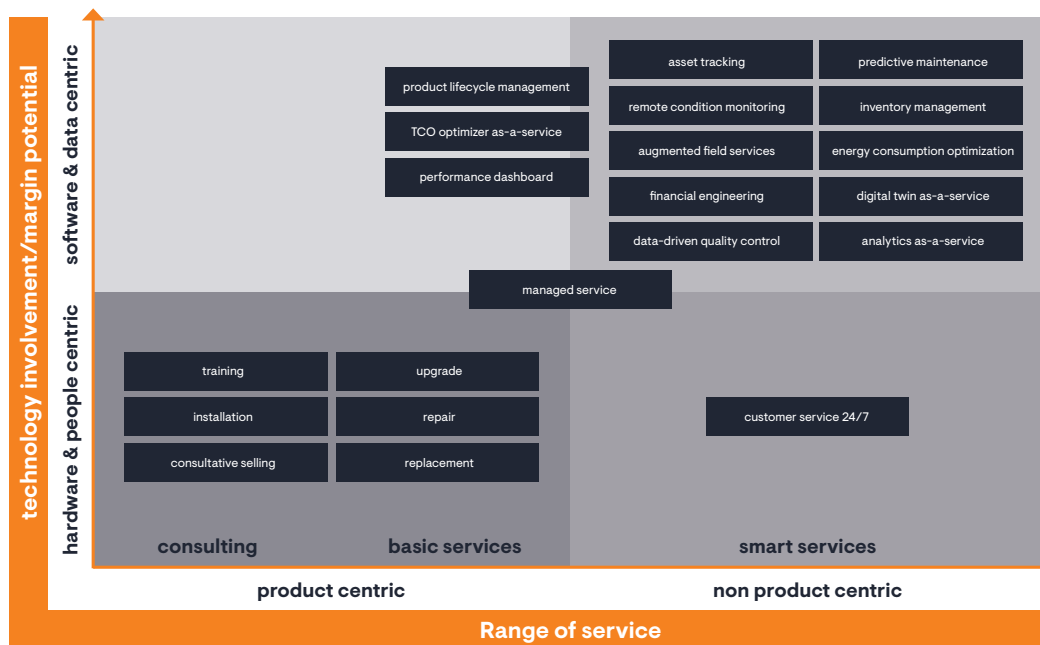 technology involvement/margin potential
software & data centric
hardware & people centric
product lifecycle management
TCO optimizer as-a-service
performance dashboard
asset tracking
predictive maintenance
remote condition monitoring
inventory management
augmented field services
energy consumption optimization
financial engineering
digital twin as-a-service
data-driven quality control
analytics as-a-service
managed service
training
upgrade
installation
repair
consultative selling
replacement
customer service 24/7
consulting
basic services
smart services
product centric
non product centric
Range of service